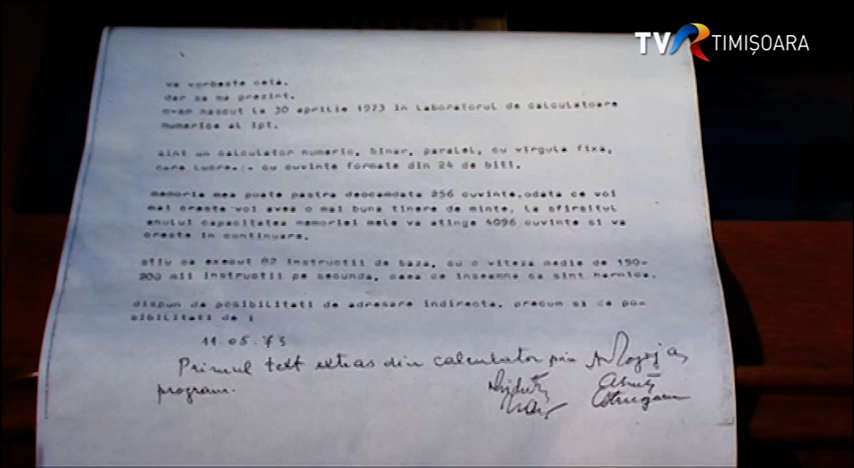 TVR TIMIȘOARA
va vorbeste ceta.
dar sa ma prezint.
m-am nascut la 30 aprilie 1973 in laboratorul de calculatoare
numerice al ipt.
sint un calculator numeric, binar, paralel, cu virgula fixa,
care cu cuvinte formate din 24 de biti.
memoria mea poate pastra deocamdata 256 cuvinte.odata ce voi
mai creste voi avea o mai buna tinere de minte. la sfirsitul
anului capacitatea memoriei mele va atinge 4096 cuvinte si va
creste in continuare.
stiu sa execut 82 instructii de baza, cu o viteza medie de 150-
200 mii instructii pe secunda, ceea ce inseamna ca sint harnica.
dispun de posibilitati de adresare indirecta, precum si de po-
sibilitati de i
11.05.73
Primul text extras din calculator prin
program.